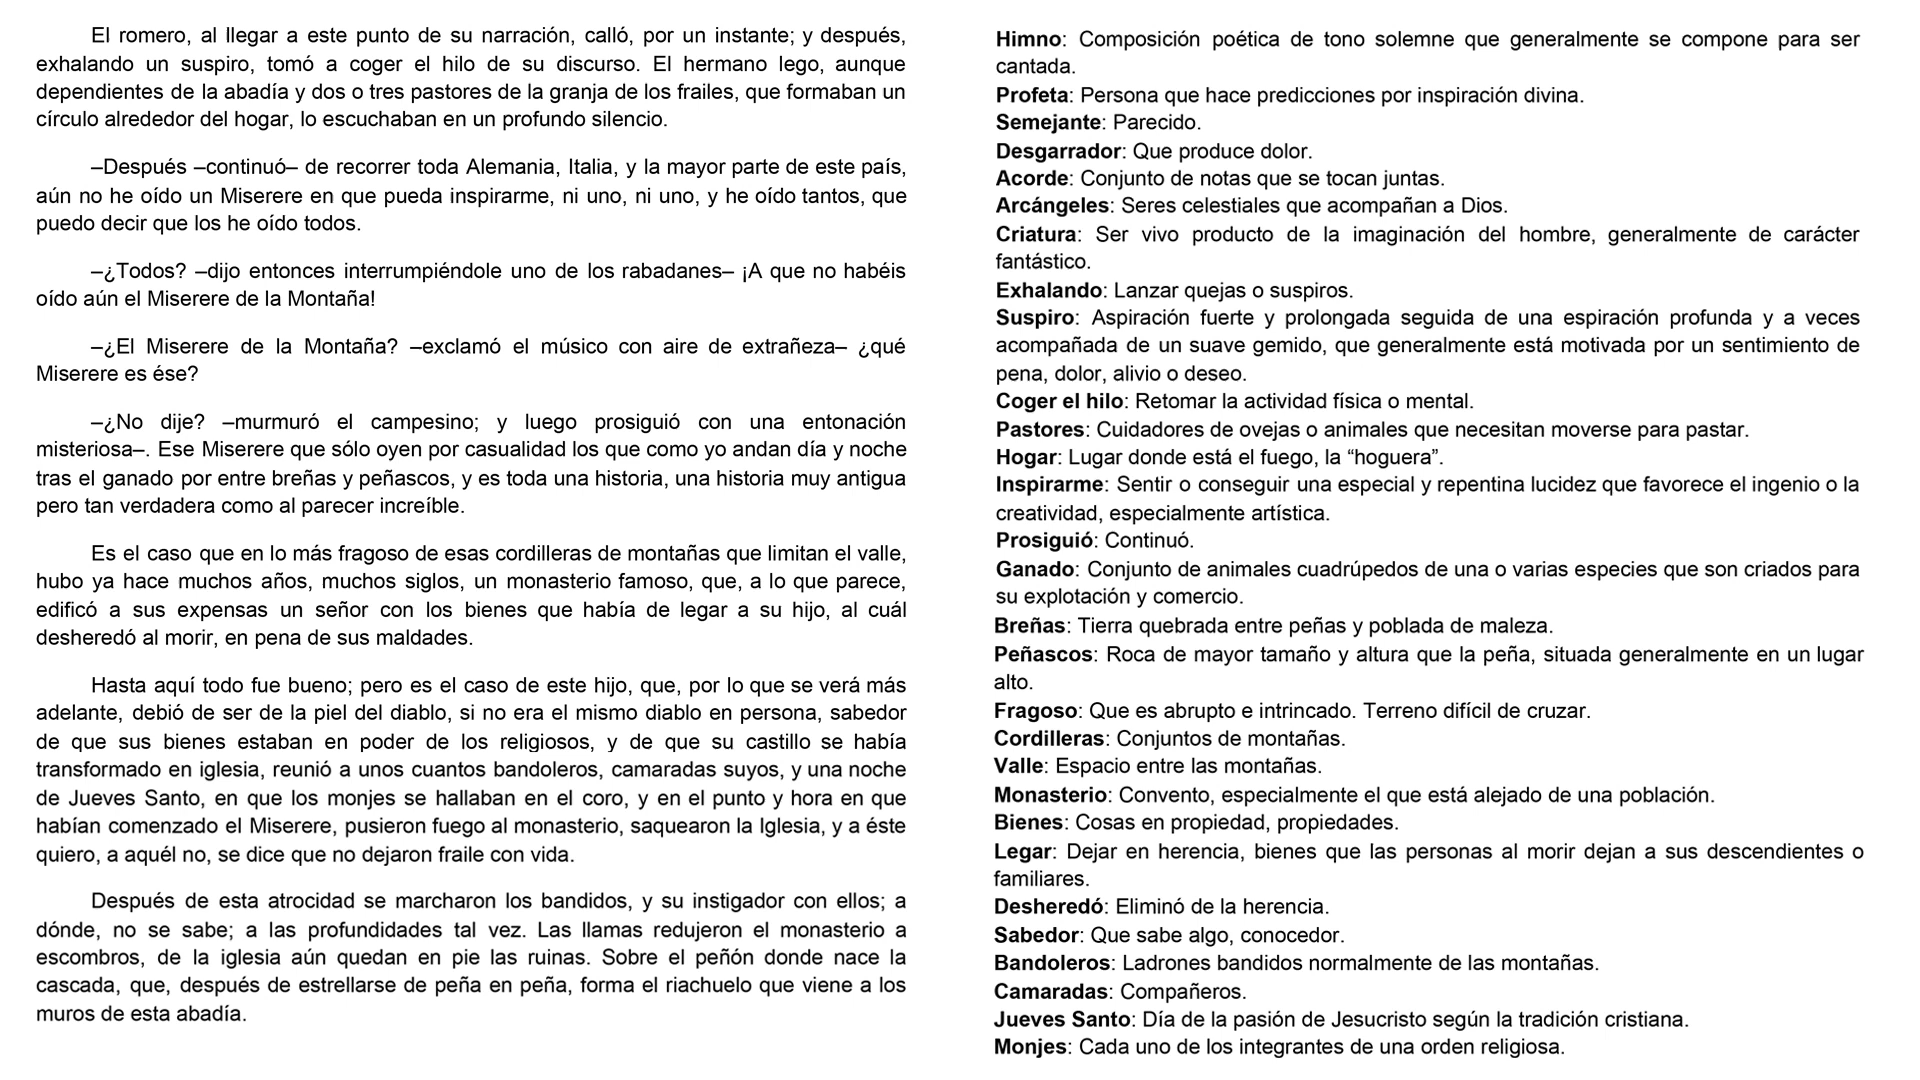 El romero, al llegar a este punto de su narración, calló, por un instante; y después,
exhalando un suspiro, tomó a coger el hilo de su discurso. El hermano lego, aunque
dependientes de la abadía y dos o tres pastores de la granja de los frailes, que formaban un
círculo alrededor del hogar, lo escuchaban en un profundo silencio.
–Después –continuó– de recorrer toda Alemania, Italia, y la mayor parte de este país,
aún no he oído un Miserere en que pueda inspirarme, ni uno, ni uno, y he oído tantos, que
puedo decir que los he oído todos.
–¿Todos? –dijo entonces interrumpiéndole uno de los rabadanes– ¡A que no habéis
oído aún el Miserere de la Montaña!
–¿El Miserere de la Montaña? –exclamó el músico con aire de extrañeza– ¿qué
Miserere es ése?
–¿No dije? –murmuró el campesino; y luego prosiguió con una entonación
misteriosa–. Ese Miserere que sólo oyen por casualidad los que como yo andan día y noche
tras el ganado por entre breñas y peñascos, y es toda una historia, una historia muy antigua
pero tan verdadera como al parecer increíble.
Es el caso que en lo más fragoso de esas cordilleras de montañas que limitan el valle,
hubo ya hace muchos años, muchos siglos, un monasterio famoso, que, a lo que parece,
edificó a sus expensas un señor con los bienes que había de legar a su hijo, al cuál
desheredó al morir, en pena de sus maldades.
Hasta aquí todo fue bueno; pero es el caso de este hijo, que, por lo que se verá más
adelante, debió de ser de la piel del diablo, si no era el mismo diablo en persona, sabedor
de que sus bienes estaban en poder de los religiosos, y de que su castillo se había
transformado en iglesia, reunió a unos cuantos bandoleros, camaradas suyos, y una noche
de Jueves Santo, en que los monjes se hallaban en el coro, y en el punto y hora en que
habían comenzado el Miserere, pusieron fuego al monasterio, saquearon la Iglesia, y a éste
quiero, a aquél no, se dice que no dejaron fraile con vida.
Después de esta atrocidad se marcharon los bandidos, y su instigador con ellos; a
dónde, no se sabe; a las profundidades tal vez. Las llamas redujeron el monasterio a
escombros, de la iglesia aún quedan en pie las ruinas. Sobre el peñón donde nace la
cascada, que, después de estrellarse de peña en peña, forma el riachuelo que viene a los
muros de esta abadía.
Himno: Composición poética de tono solemne que generalmente se compone para ser
cantada.
Profeta: Persona que hace predicciones por inspiración divina.
Semejante: Parecido.
Desgarrador: Que produce dolor.
Acorde: Conjunto de notas que se tocan juntas.
Arcángeles: Seres celestiales que acompañan a Dios.
Criatura: Ser vivo producto de la imaginación del hombre, generalmente de carácter
fantástico.
Exhalando: Lanzar quejas o suspiros.
Suspiro: Aspiración fuerte y prolongada seguida de una espiración profunda y a veces
acompañada de un suave gemido, que generalmente está motivada por un sentimiento de
pena, dolor, alivio o deseo.
Coger el hilo: Retomar la actividad física o mental.
Pastores: Cuidadores de ovejas o animales que necesitan moverse para pastar.
Hogar: Lugar donde está el fuego, la “hoguera”.
Inspirarme: Sentir o conseguir una especial y repentina lucidez que favorece el ingenio o la
creatividad, especialmente artística.
Prosiguió: Continuó.
Ganado: Conjunto de animales cuadrúpedos de una o varias especies que son criados para
su explotación y comercio.
Breñas: Tierra quebrada entre peñas y poblada de maleza.
Peñascos: Roca de mayor tamaño y altura que la peña, situada generalmente en un lugar
alto.
Fragoso: Que es abrupto e intrincado. Terreno difícil de cruzar.
Cordilleras: Conjuntos de montañas.
Valle: Espacio entre las montañas.
Monasterio: Convento, especialmente el que está alejado de una población.
Bienes: Cosas en propiedad, propiedades.
Legar: Dejar en herencia, bienes que las personas al morir dejan a sus descendientes o
familiares.
Desheredó: Eliminó de la herencia.
Sabedor: Que sabe algo, conocedor.
Bandoleros: Ladrones bandidos normalmente de las montañas.
Camaradas: Compañeros.
Jueves Santo: Día de la pasión de Jesucristo según la tradición cristiana.
Monjes: Cada uno de los integrantes de una orden religiosa.